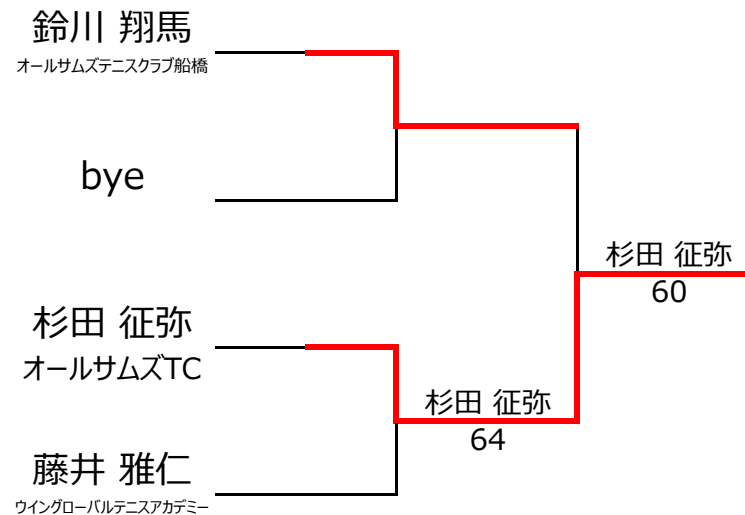 鈴川 翔馬
オールサムズテニスクラブ船橋
bye
杉田 征弥
60
杉田 征弥
オールサムズTC
杉田 征弥
64
藤井 雅仁
ウイングローバルテニスアカデミー